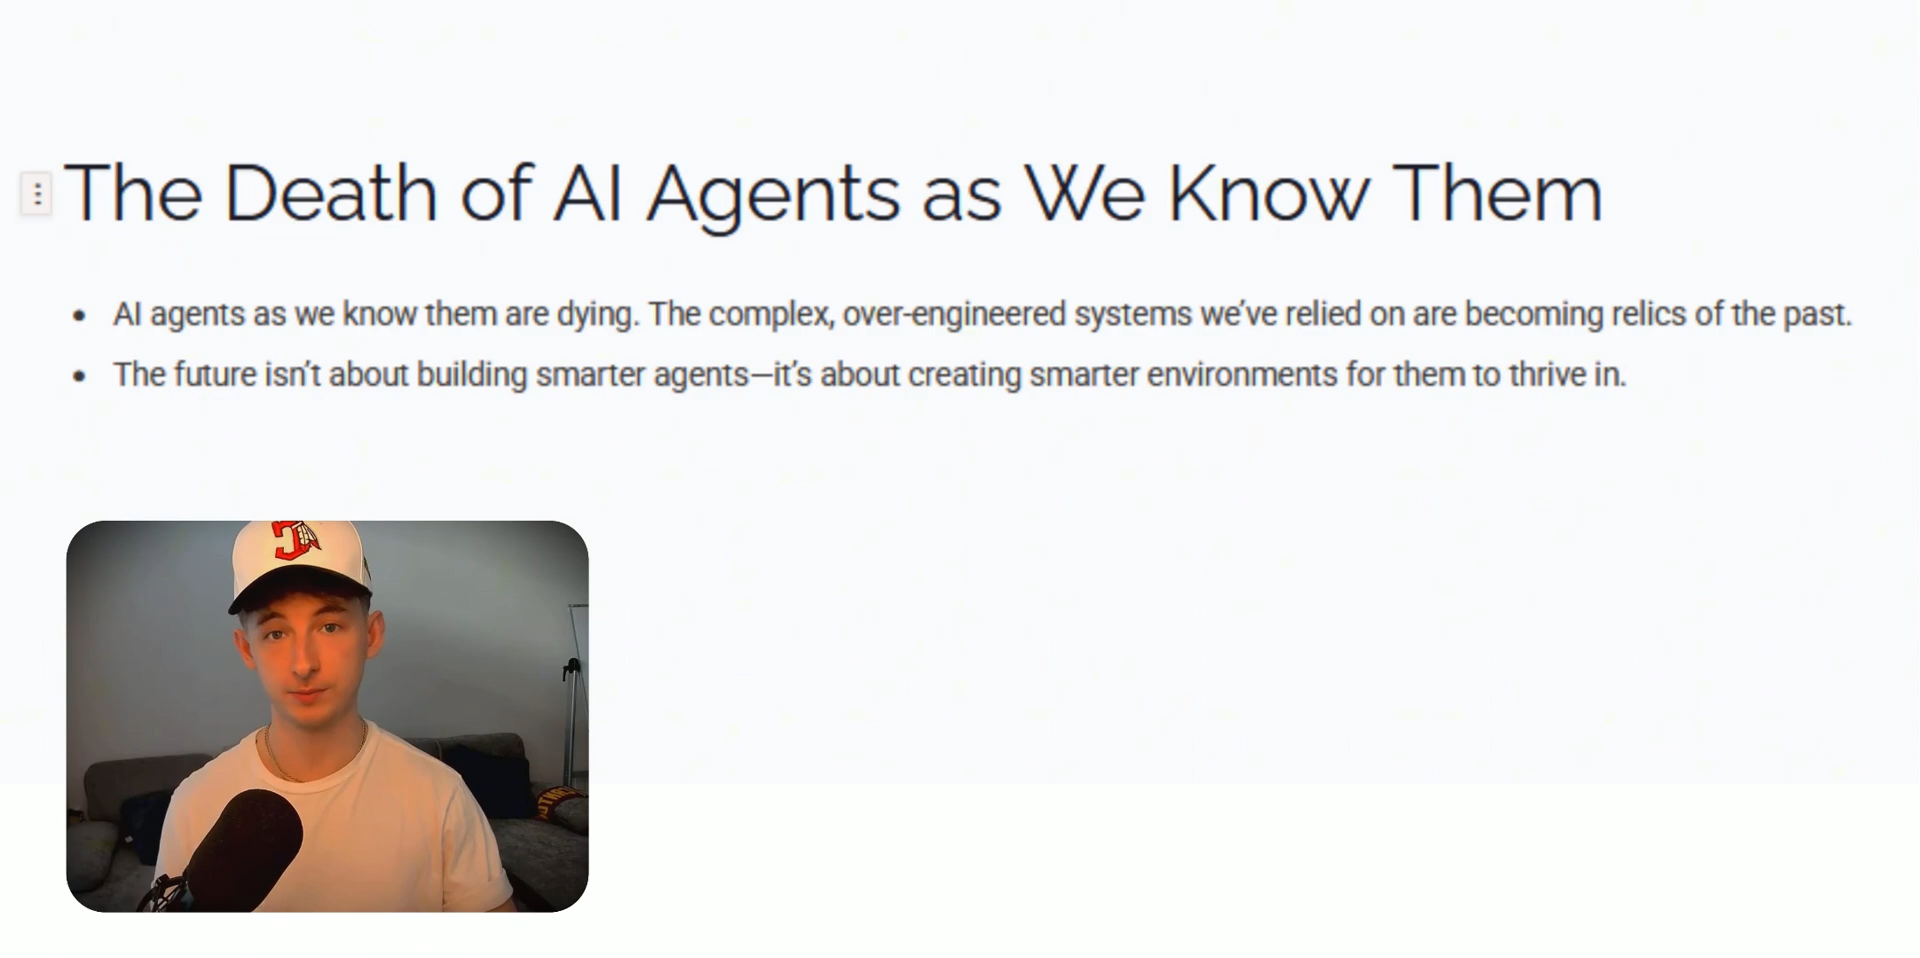 The Death of AI Agents as We Know Them
AI agents as we know them are dying. The complex, over-engineered systems we’ve relied on are becoming relics of the past.
The future isn’t about building smarter agents—it’s about creating smarter environments for them to thrive in.